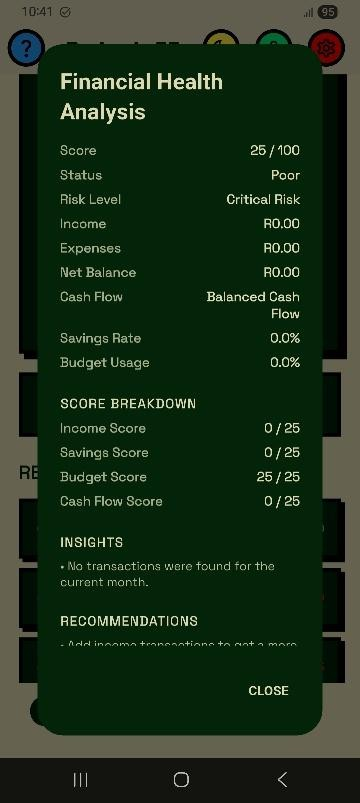 10:41
95
?
Financial Health
Analysis
Score 25 / 100
Status Poor
Risk Level Critical Risk
Income R0.00
Expenses R0.00
Net Balance R0.00
Cash Flow Balanced Cash
Flow
Savings Rate 0.0%
Budget Usage 0.0%
SCORE BREAKDOWN
Income Score 0 / 25
Savings Score 0 / 25
Budget Score 25 / 25
Cash Flow Score 0 / 25
RE
INSIGHTS
• No transactions were found for the
current month.
RECOMMENDATIONS
• Add income transactions to get a more
CLOSE